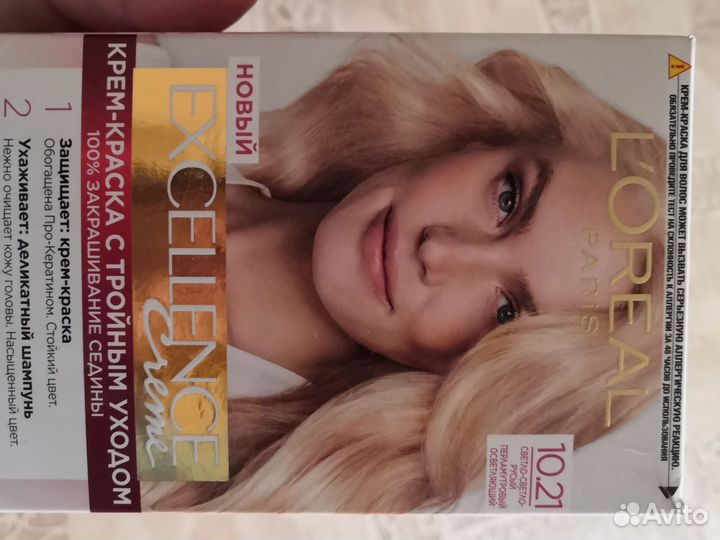 КРЕМ-КРАСКА ДЛЯ ВОЛОС МОЖЕТ ВЫЗВАТЬ СЕРЬЕЗНУЮ АЛЛЕРГИЧЕСКУЮ РЕАКЦИЮ.
ОБЯЗАТЕЛЬНО ПРОВЕДИТЕ ТЕСТ НА СКЛОННОСТЬ К АЛЛЕРГИИ ЗА 48 ЧАСОВ ДО ИСПОЛЬЗОВАНИЯ
L'ORÉAL
PARIS
10.21
СВЕТЛО-СВЕТЛО-
РУСЫЙ
ПЕРЛАМУТРОВЫЙ
ОСВЕТЛЯЮЩИЙ
НОВЫЙ
EXCELLENCE
Creme
КРЕМ-КРАСКА С ТРОЙНЫМ УХОДОМ
100% ЗАКРАШИВАНИЕ СЕДИНЫ
1 Защищает: крем-краска
Обогащена Про-Кератином. Стойкий цвет.
2 Ухаживает: деликатный шампунь
Нежно очищает кожу головы. Насыщенный цвет.
Avito